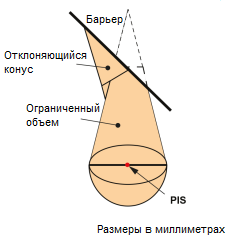 Барьер
Отклоняющийся
конус
Ограниченный
объем
PIS
Размеры в миллиметрах